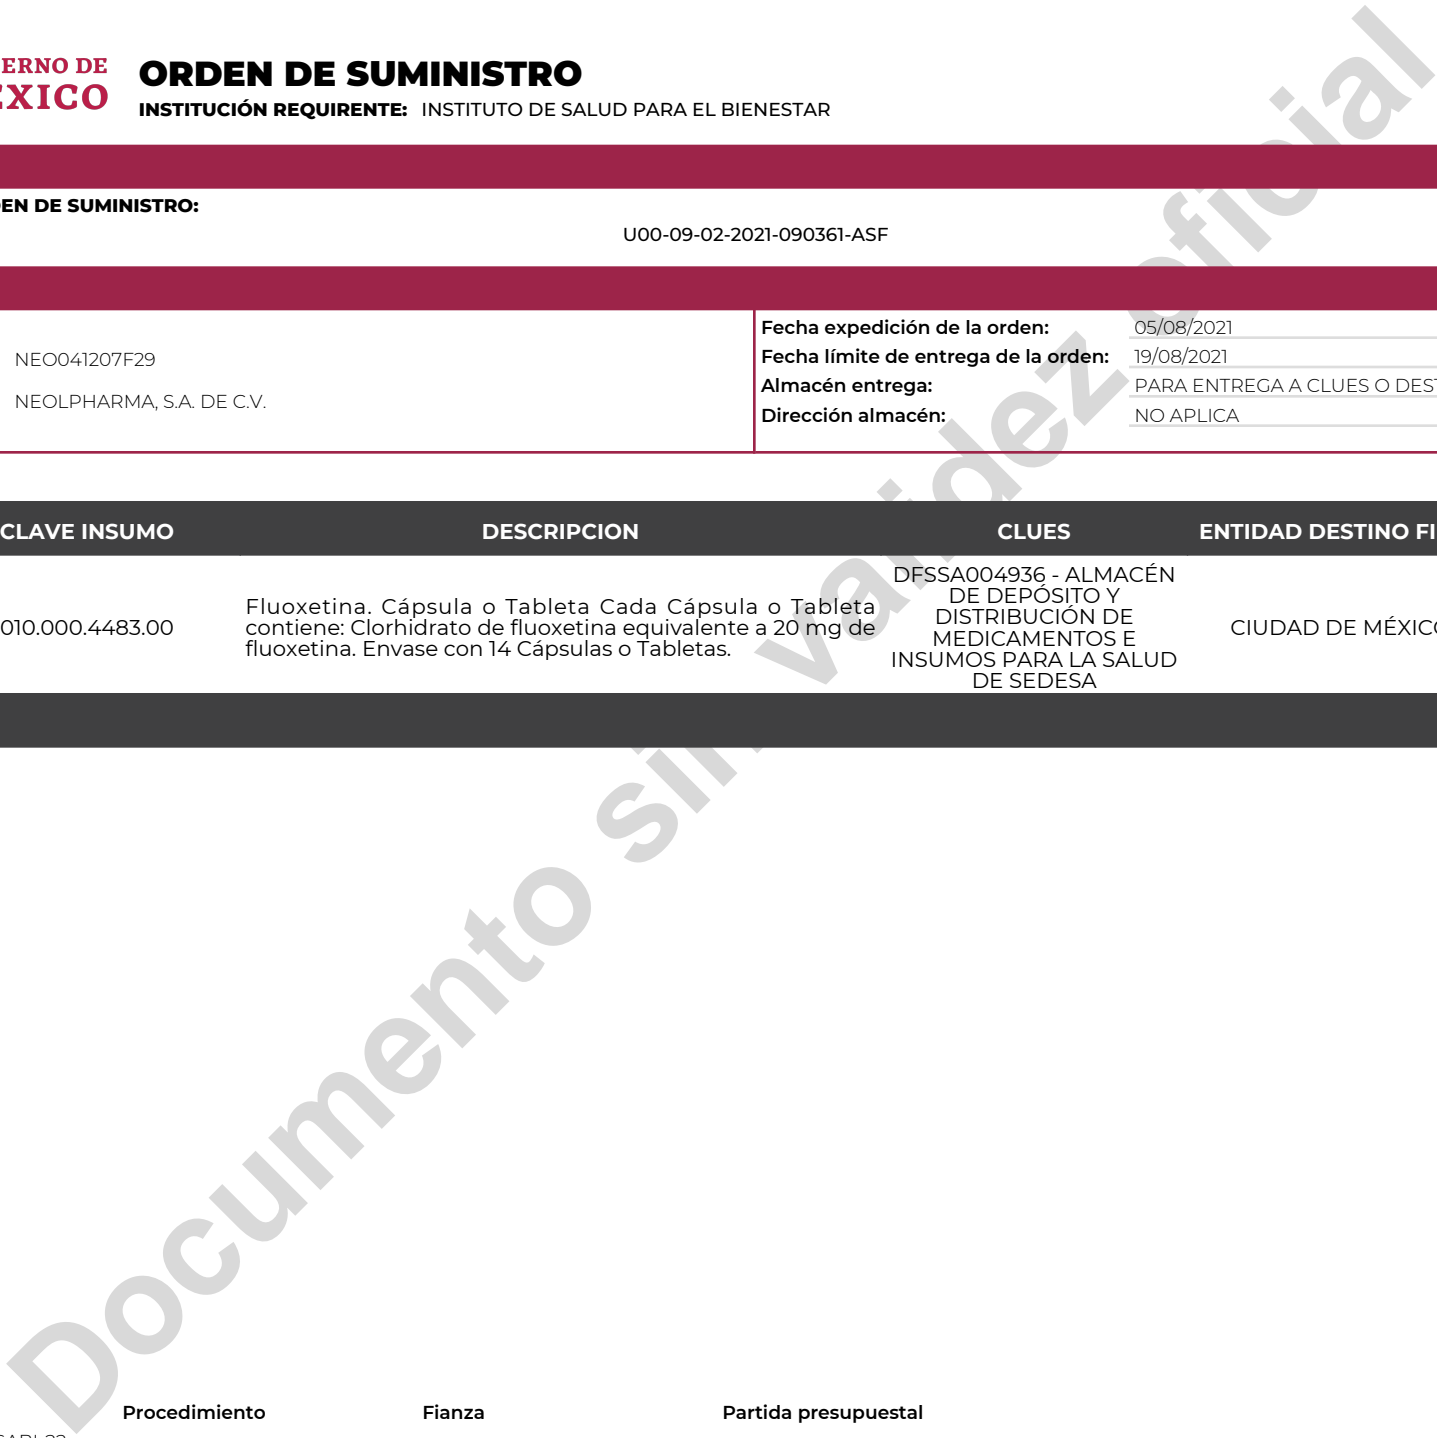 ERNO DE
ÉXICO
ORDEN DE SUMINISTRO
INSTITUCIÓN REQUIRENTE: INSTITUTO DE SALUD PARA EL BIENESTAR
EN DE SUMINISTRO:
U00-09-02-2021-090361-ASF
NEO041207F29
NEOLPHARMA, S.A. DE C.V.
Fecha expedición de la orden: 05/08/2021
Fecha límite de entrega de la orden: 19/08/2021
Almacén entrega: PARA ENTREGA A CLUES O DEST
Dirección almacén: NO APLICA
CLAVE INSUMO DESCRIPCION CLUES ENTIDAD DESTINO FI
010.000.4483.00
Fluoxetina. Cápsula o Tableta Cada Cápsula o Tableta
contiene: Clorhidrato de fluoxetina equivalente a 20 mg de
fluoxetina. Envase con 14 Cápsulas o Tabletas.
DFSSA004936 - ALMACÉN
DE DEPÓSITO Y
DISTRIBUCIÓN DE
MEDICAMENTOS E
INSUMOS PARA LA SALUD
DE SEDESA
CIUDAD DE MÉXICO
Documento sin validez oficial
Procedimiento Fianza Partida presupuestal